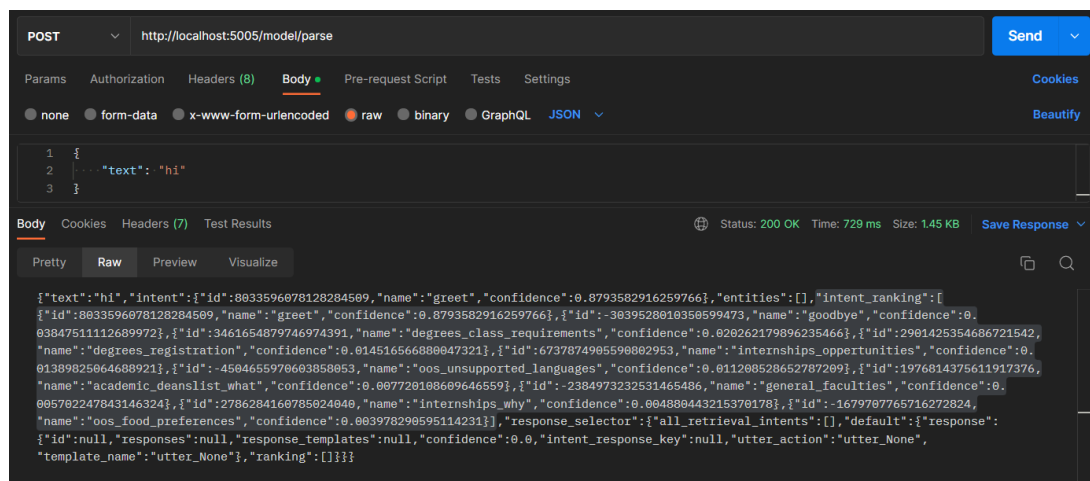 POST http://localhost:5005/model/parse Send
Params Authorization Headers (8) Body Pre-request Script Tests Settings Cookies
none form-data x-www-form-urlencoded raw binary GraphQL JSON Beautify
1 {
2 ····"text":·"hi"
3 }
Body Cookies Headers (7) Test Results Status: 200 OK Time: 729 ms Size: 1.45 KB Save Response
Pretty Raw Preview Visualize
{"text":"hi","intent":{"id":8033596078128284509,"name":"greet","confidence":0.8793582916259766},"entities":[],"intent_ranking":[
{"id":8033596078128284509,"name":"greet","confidence":0.8793582916259766},{"id":-3039528010350599473,"name":"goodbye","confidence":0.
03847511112689972},{"id":3461654879746974391,"name":"degrees_class_requirements","confidence":0.020262179896235466},{"id":2901425354686721542,
"name":"degrees_registration","confidence":0.014516566880047321},{"id":6737874905590802953,"name":"internships_oppertunities","confidence":0.
01389825064688921},{"id":-4504655970603858053,"name":"oos_unsupported_languages","confidence":0.011208528652787209},{"id":1976814375611917376,
"name":"academic_deanslist_what","confidence":0.007720108609646559},{"id":-2384973232531465486,"name":"general_faculties","confidence":0.
005702247843146324},{"id":2786284160785024040,"name":"internships_why","confidence":0.004880443215370178},{"id":-1679707765716272824,
"name":"oos_food_preferences","confidence":0.003978290595114231}],"response_selector":{"all_retrieval_intents":[],"default":{"response":
{"id":null,"responses":null,"response_templates":null,"confidence":0.0,"intent_response_key":null,"utter_action":"utter_None",
"template_name":"utter_None"},"ranking":[]}}}